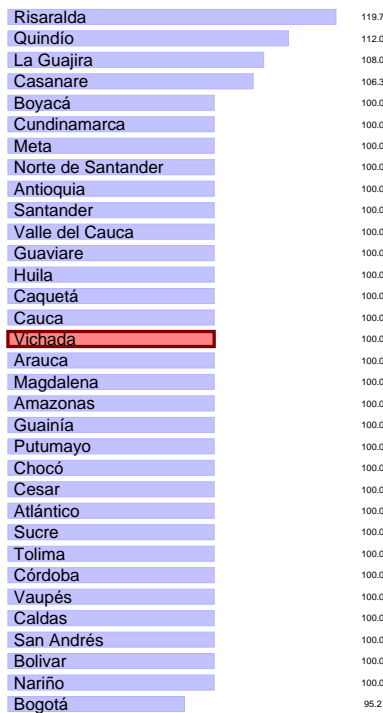 Risaralda 119.7
Quindío 112.0
La Guajira 108.0
Casanare 106.3
Boyacá 100.0
Cundinamarca 100.0
Meta 100.0
Norte de Santander 100.0
Antioquia 100.0
Santander 100.0
Valle del Cauca 100.0
Guaviare 100.0
Huila 100.0
Caquetá 100.0
Cauca 100.0
Vichada 100.0
Arauca 100.0
Magdalena 100.0
Amazonas 100.0
Guainía 100.0
Putumayo 100.0
Chocó 100.0
Cesar 100.0
Atlántico 100.0
Sucre 100.0
Tolima 100.0
Córdoba 100.0
Vaupés 100.0
Caldas 100.0
San Andrés 100.0
Bolivar 100.0
Nariño 100.0
Bogotá 95.2